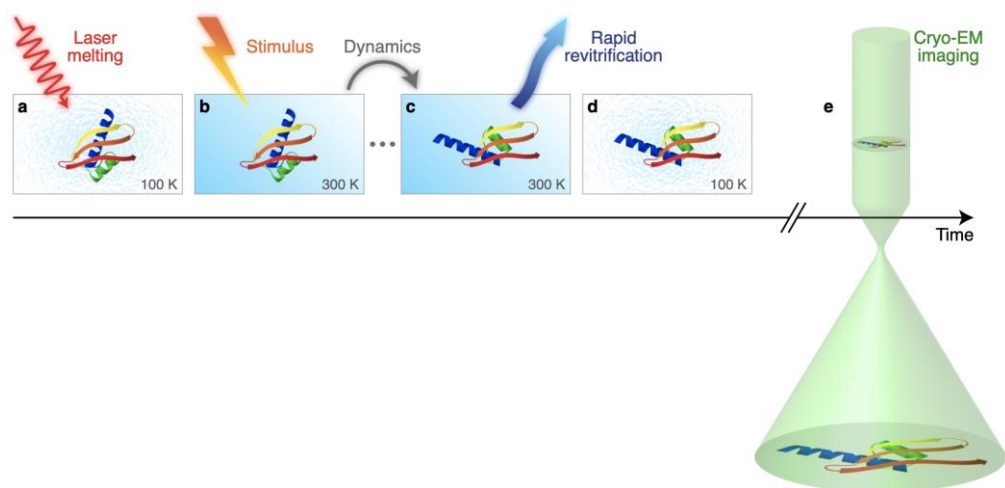 Laser
melting
Stimulus
Dynamics
Rapid
revitrification
Cryo-EM
imaging
a
100 K
b
300 K
c
300 K
d
100 K
e
Time